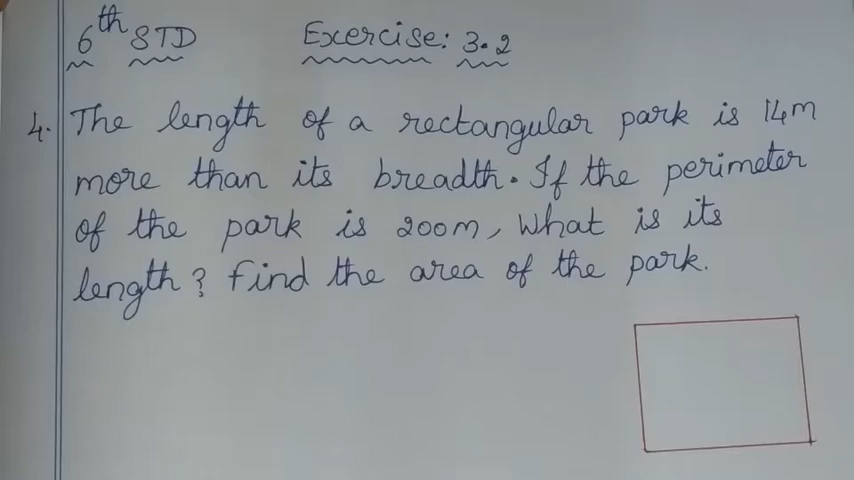 6th STD Exercise: 3.2
4. The length of a rectangular park is 14m
more than its breadth. If the perimeter
of the park is 200m, What is its
length? Find the area of the park.